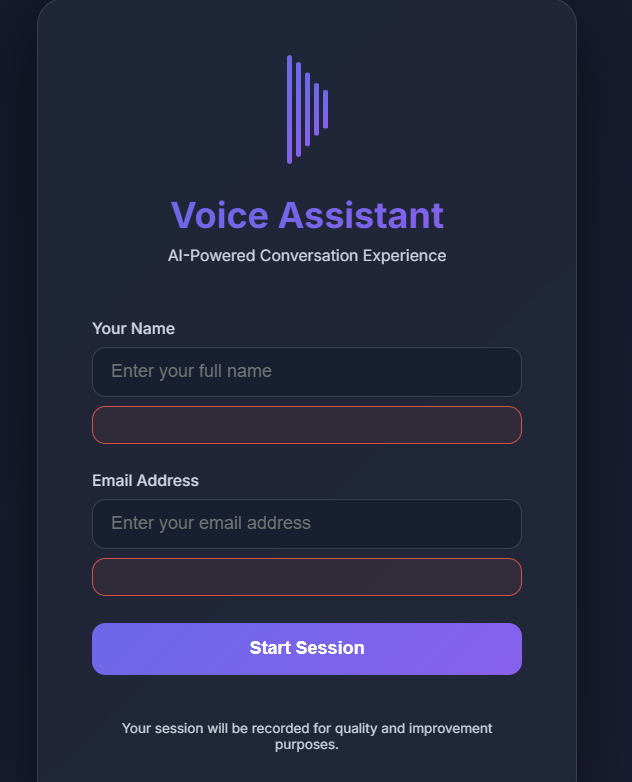 Voice Assistant
AI-Powered Conversation Experience
Your Name
Enter your full name
Email Address
Enter your email address
Start Session
Your session will be recorded for quality and improvement
purposes.